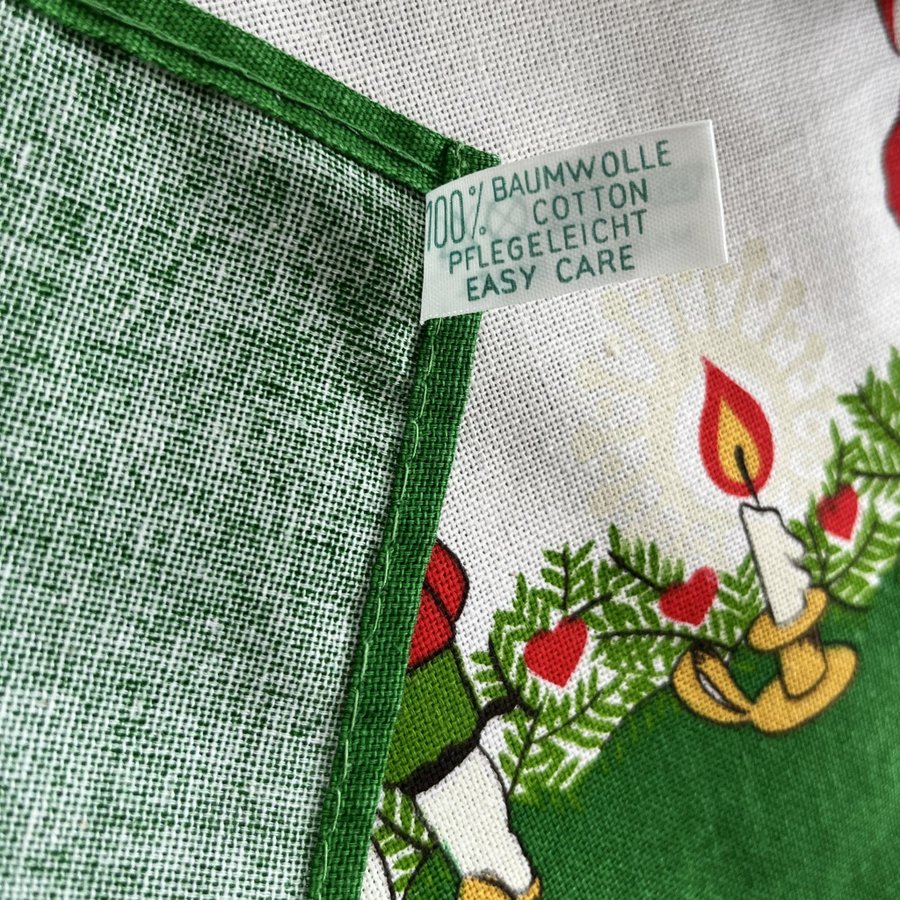 100% BAUMWOLLE
COTTON
PFLEGELEICHT
EASY CARE